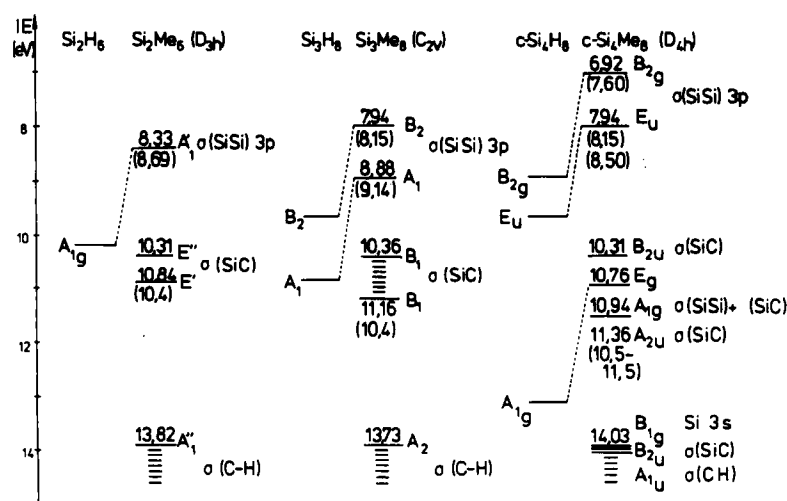 IE
[eV]
Si₂H₆ Si₂Me₆ (D₃h) Si₃H₈ Si₃Me₈ (C₂v) c-Si₄H₈ c-Si₄Me₈ (D₄h)
6,92 B₂g
(7,60)
σ(SiSi) 3p
8
8,33 A'₁ σ(SiSi) 3p
(8,69)
7,94 B₂
(8,15)
σ(SiSi) 3p
8,88 A₁
(9,14)
7,94 Eᵤ
(8,15)
(8,50)
B₂g
B₂
Eᵤ
10
A₁g
10,31 E''
σ(SiC)
10,84 E'
(10,4)
A₁
10,36 B₁
σ (SiC)
11,16 B₁
(10,4)
10,31 B₂ᵤ σ(SiC)
10,76 E g
10,94 A₁g σ(SiSi)+ (SiC)
11,36 A₂ᵤ σ(SiC)
(10,5-
11,5)
12
A₁g
13,82 A''₁
σ (C-H)
13,73 A₂
σ (C-H)
B₁g Si 3s
14,03
B₂ᵤ σ(SiC)
A₁ᵤ σ(CH)
14